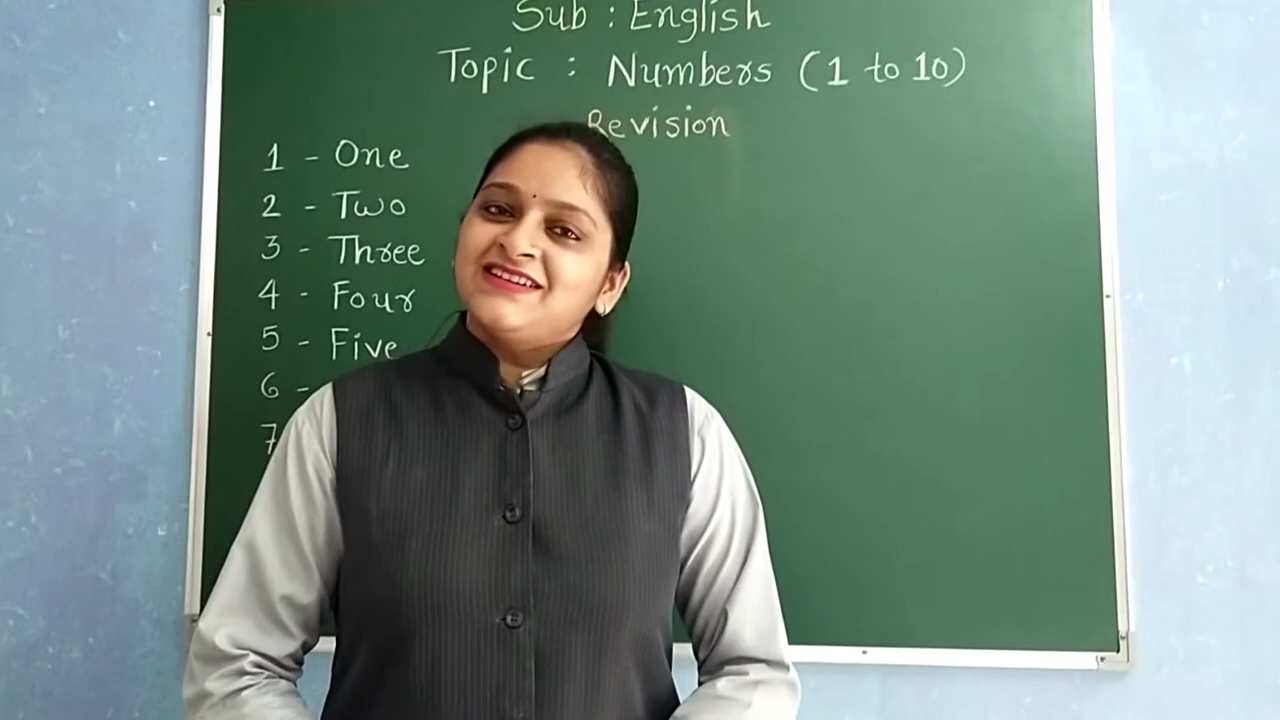 Sub : English
Topic : Numbers (1 to 10)
Revision
1 - One
2 - Two
3 - Three
4 - Four
5 - Five
6 -
7